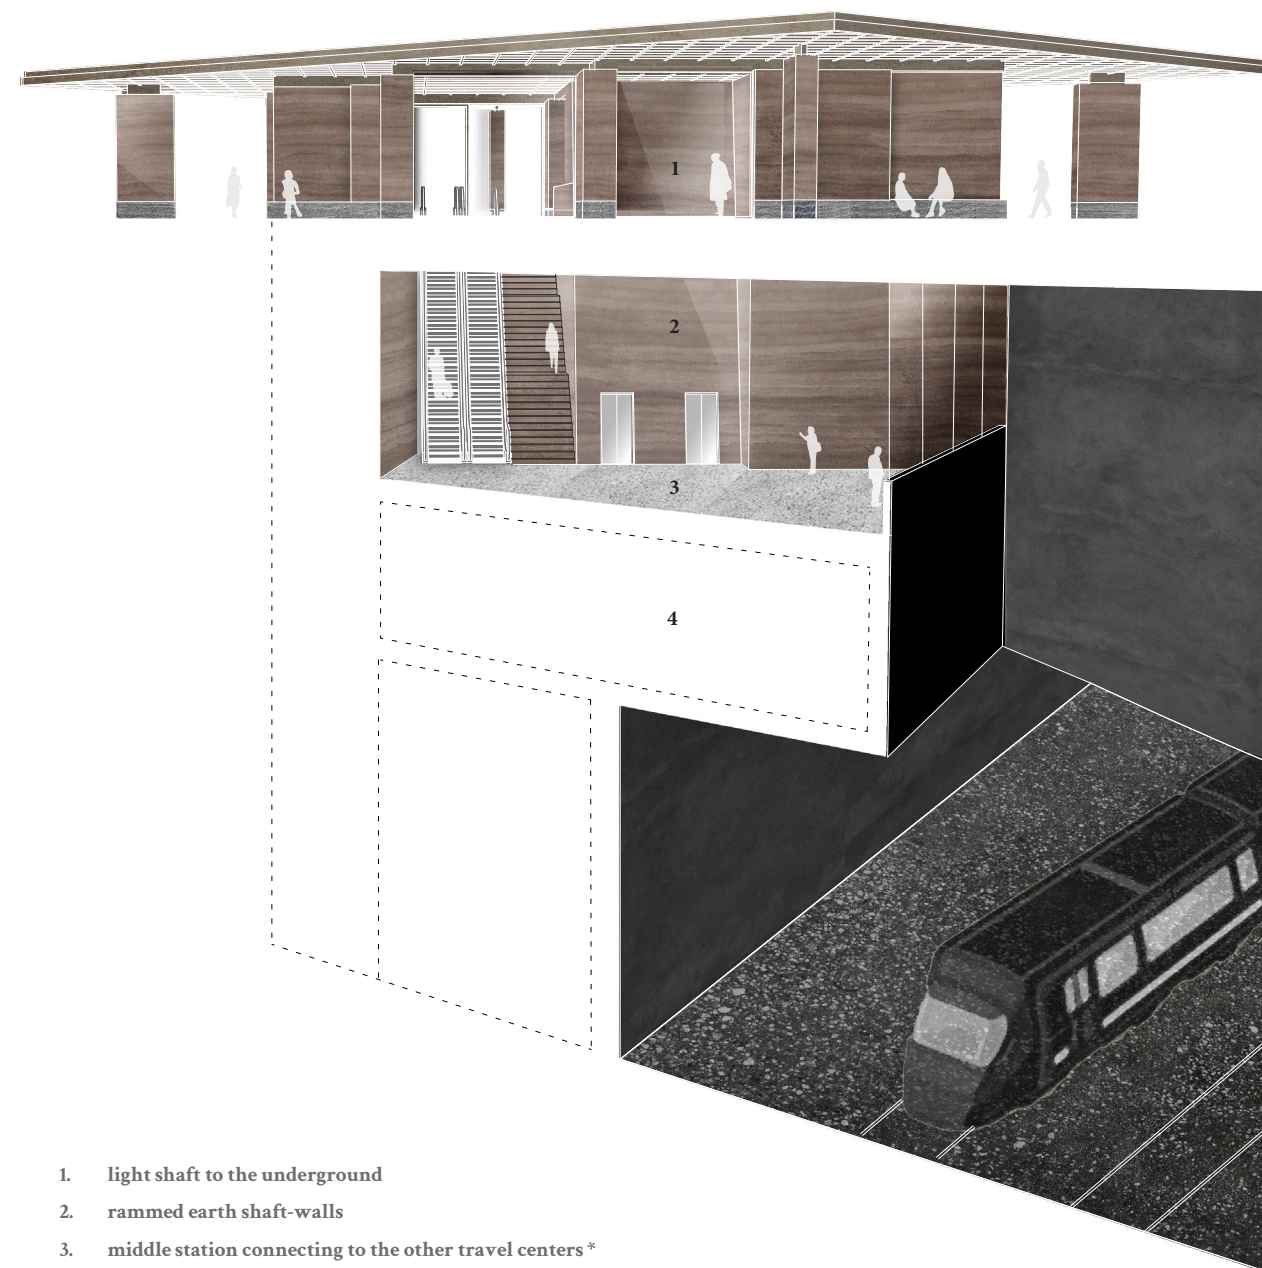 1
2
3
4
1. light shaft to the underground
2. rammed earth shaft-walls
3. middle station connecting to the other travel centers *